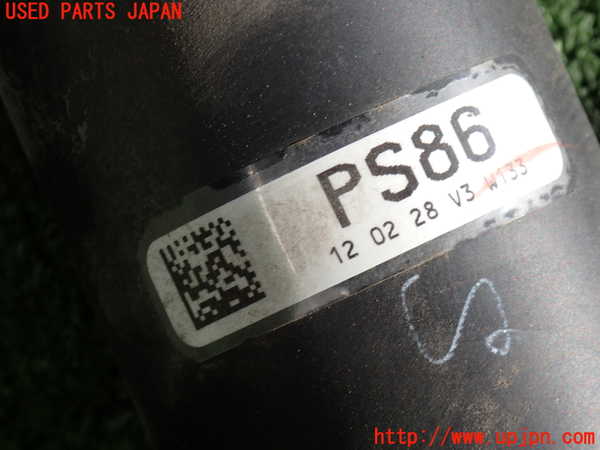 USED PARTS JAPAN
PS86
12 02 28 V3 W133
http://www.upjpn.com/